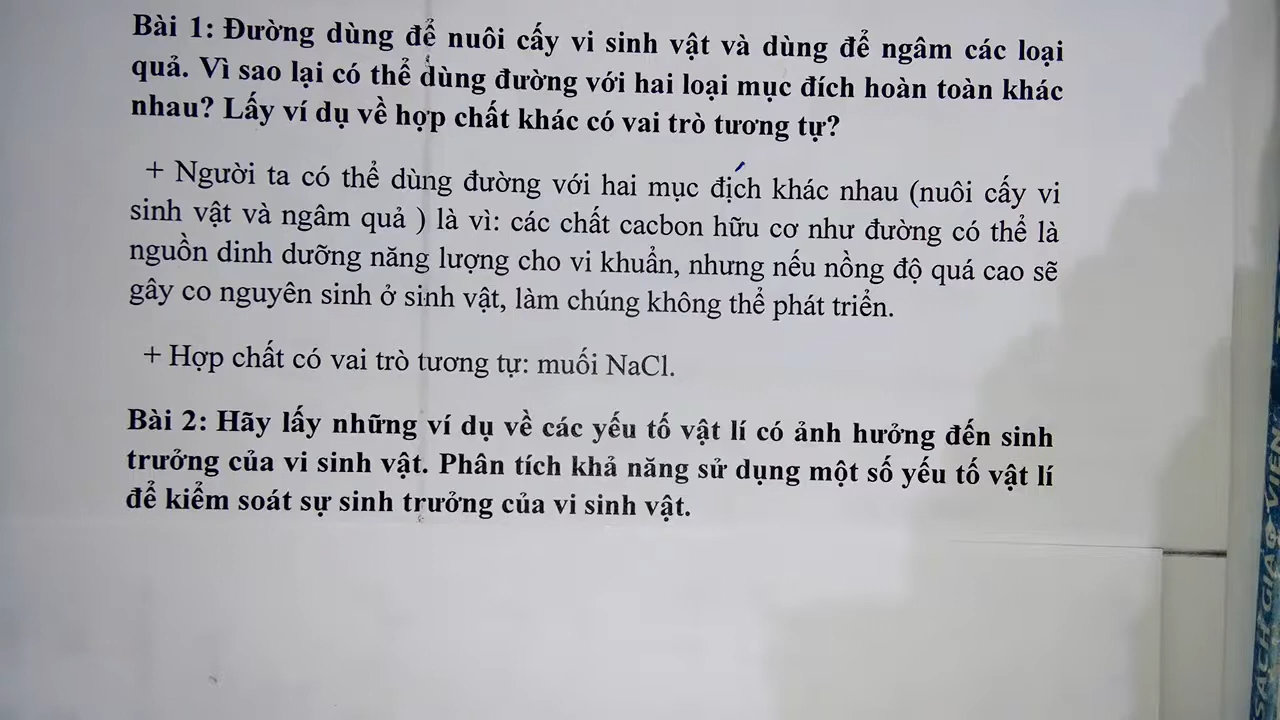 Bài 1: Đường dùng để nuôi cấy vi sinh vật và dùng để ngâm các loại
quả. Vì sao lại có thể dùng đường với hai loại mục đích hoàn toàn khác
nhau? Lấy ví dụ về hợp chất khác có vai trò tương tự?
+ Người ta có thể dùng đường với hai mục địch khác nhau (nuôi cấy vi
sinh vật và ngâm quả ) là vì: các chất cacbon hữu cơ như đường có thể là
nguồn dinh dưỡng năng lượng cho vi khuẩn, nhưng nếu nồng độ quá cao sẽ
gây co nguyên sinh ở sinh vật, làm chúng không thể phát triển.
+ Hợp chất có vai trò tương tự: muối NaCl.
Bài 2: Hãy lấy những ví dụ về các yếu tố vật lí có ảnh hưởng đến sinh
trưởng của vi sinh vật. Phân tích khả năng sử dụng một số yếu tố vật lí
để kiểm soát sự sinh trưởng của vi sinh vật.
SÁCH GIÁO VIÊN